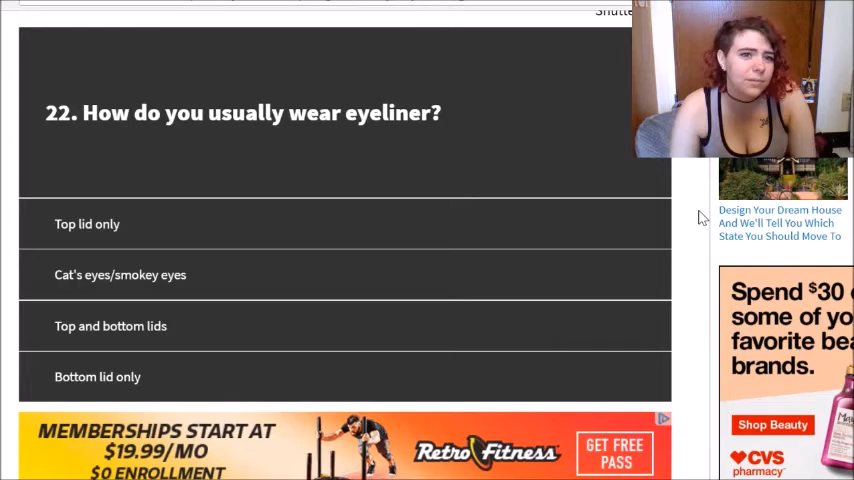 22. How do you usually wear eyeliner?
Top lid only
Cat's eyes/smokey eyes
Top and bottom lids
Bottom lid only
Design Your Dream House
And We'll Tell You Which
State You Should Move To
Spend $30
some of
favorite
brands.
Shop Beauty
CVS
pharmacy
MEMBERSHIPS START AT
$19.99/MO
$0 ENROLLMENT
Retro Fitness
GET FREE
PASS